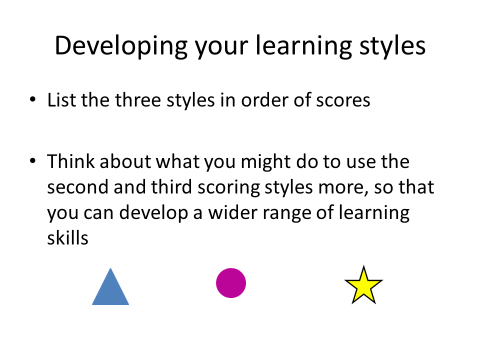 Developing your learning styles
• List the three styles in order of scores
• Think about what you might do to use the
second and third scoring styles more, so that
you can develop a wider range of learning
skills